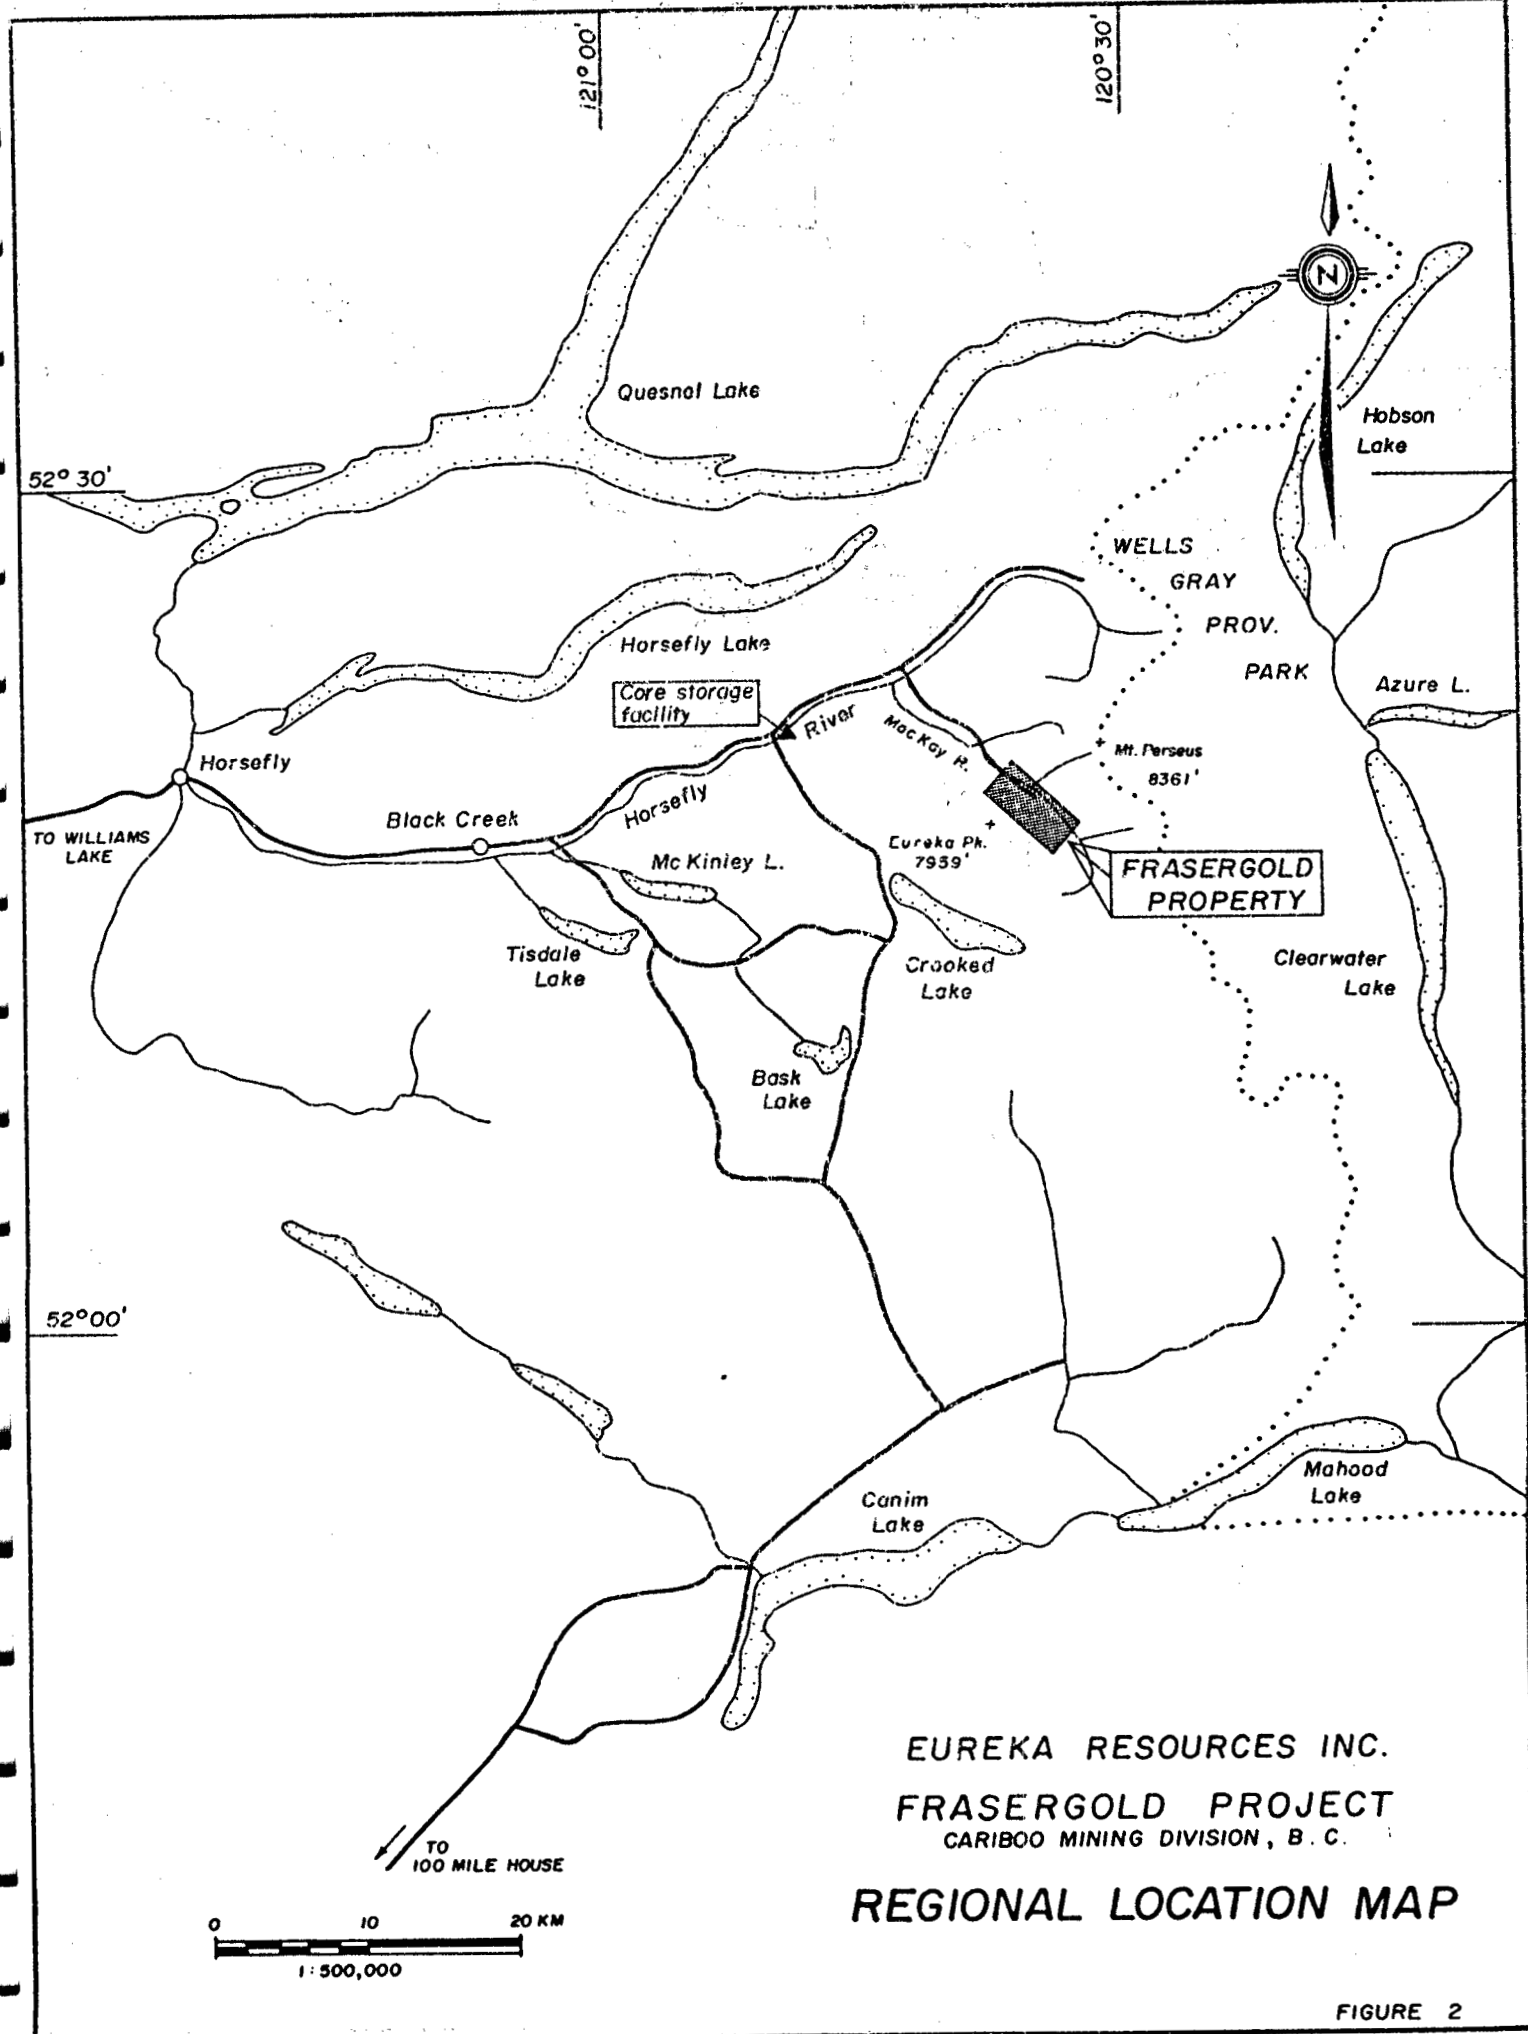 121° 00'
120° 30'
N
Quesnel Lake
Hobson
Lake
52° 30'
WELLS
GRAY
PROV.
PARK
Horsefly Lake
Azure L.
Core storage
facility
River
MacKay R.
Mt. Perseus
8361'
Horsefly
Horsefly
Black Creek
TO WILLIAMS
LAKE
Eureka Pk.
7959'
McKinley L.
FRASERGOLD
PROPERTY
Tisdale
Lake
Crooked
Lake
Clearwater
Lake
Bask
Lake
52°00'
Mahood
Lake
Canim
Lake
EUREKA RESOURCES INC.
FRASERGOLD PROJECT
CARIBOO MINING DIVISION, B.C.
TO
100 MILE HOUSE
REGIONAL LOCATION MAP
0 10 20 KM
1:500,000
FIGURE 2